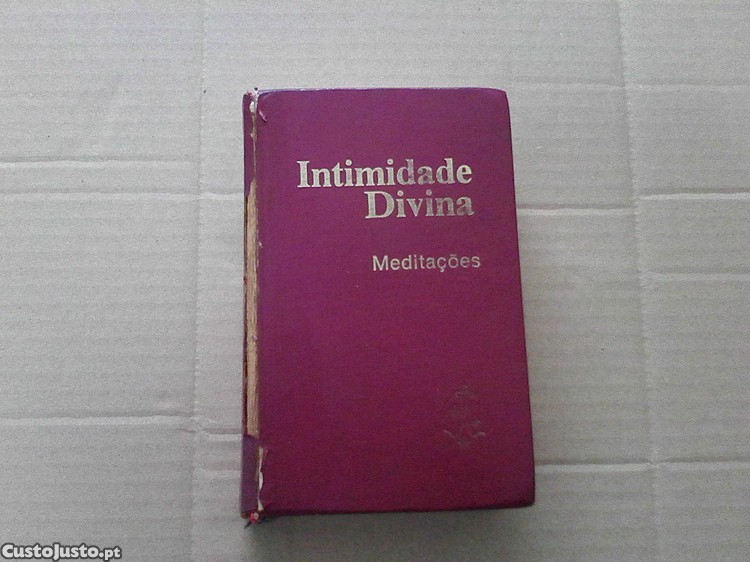 Intimidade
Divina
Meditações
CustoJusto.pt